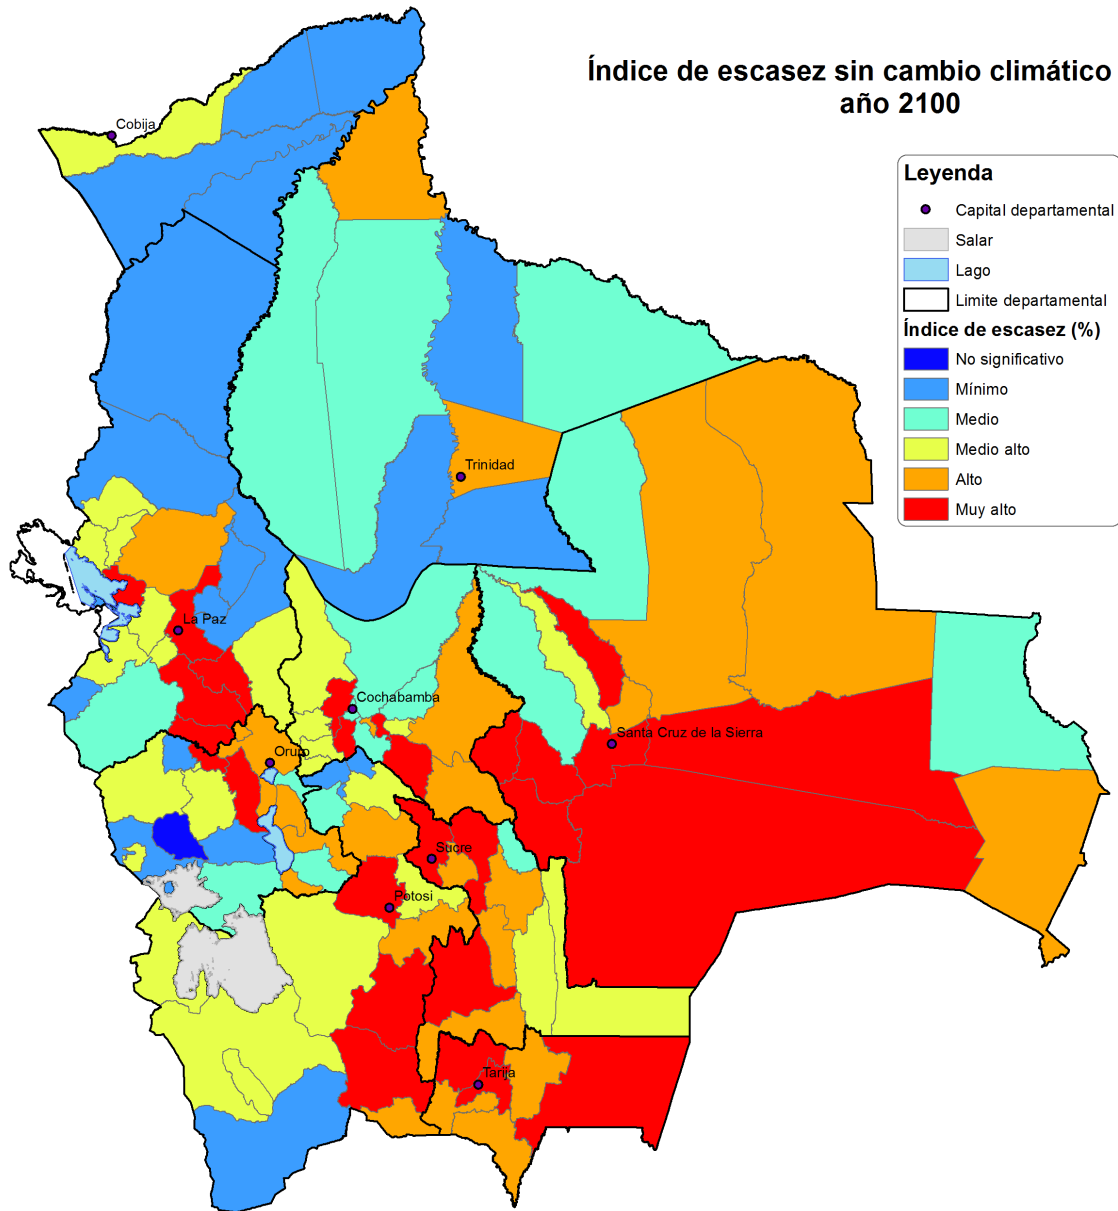 Índice de escasez sin cambio climático
año 2100
Cobija
Leyenda
Capital departamental
Salar
Lago
Limite departamental
Índice de escasez (%)
No significativo
Mínimo
Medio
Medio alto
Alto
Muy alto
Trinidad
La Paz
Cochabamba
Santa Cruz de la Sierra
Oruro
Sucre
Potosi
Tarija